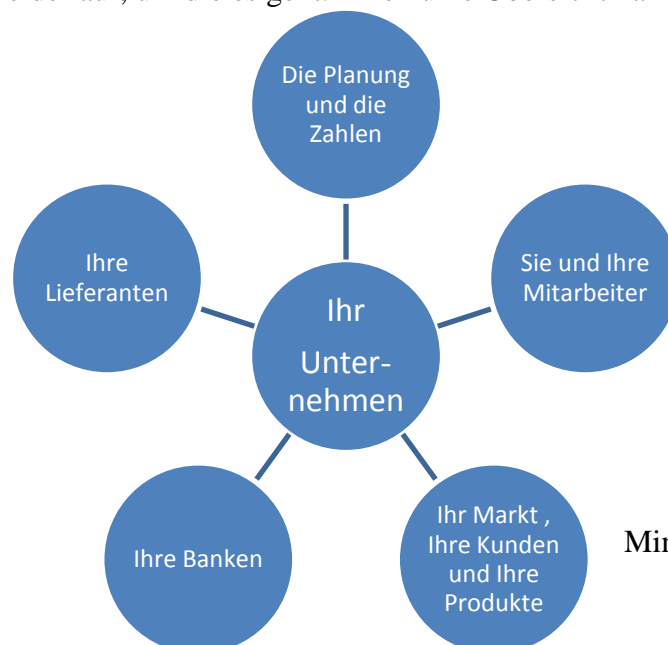 Die Planung
und die
Zahlen
Ihre
Lieferanten
Sie und Ihre
Mitarbeiter
Ihr
Unter-
nehmen
Ihre Banken
Ihr Markt ,
Ihre Kunden
und Ihre
Produkte